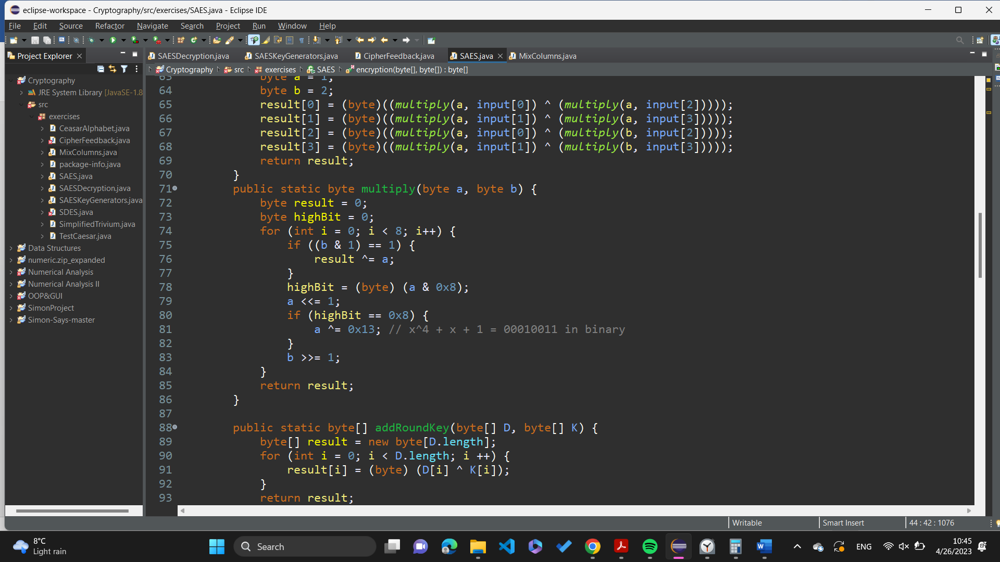 eclipse-workspace - Cryptography/src/exercises/SAES.java - Eclipse IDE
File Edit Source Refactor Navigate Search Project Run Window Help
Project Explorer
SAESDecryption.java SAESKeyGenerators.java CipherFeedback.java SAES.java MixColumns.java
Cryptography src exercises SAES encryption(byte[], byte[]) : byte[]
Cryptography
JRE System Library [JavaSE-1.8
src
exercises
CeasarAlphabet.java
CipherFeedback.java
MixColumns.java
package-info.java
SAES.java
SAESDecryption.java
SAESKeyGenerators.java
SDES.java
SimplifiedTrivium.java
TestCaesar.java
Data Structures
numeric.zip_expanded
Numerical Analysis
Numerical Analysis II
OOP&GUI
SimonProject
Simon-Says-master
63 byte a = 1;
64 byte b = 2;
65 result[0] = (byte)((multiply(a, input[0]) ^ (multiply(a, input[2]))));
66 result[1] = (byte)((multiply(a, input[1]) ^ (multiply(a, input[3]))));
67 result[2] = (byte)((multiply(a, input[0]) ^ (multiply(b, input[2]))));
68 result[3] = (byte)((multiply(a, input[1]) ^ (multiply(b, input[3]))));
69 return result;
70 }
71 public static byte multiply(byte a, byte b) {
72 byte result = 0;
73 byte highBit = 0;
74 for (int i = 0; i < 8; i++) {
75 if ((b & 1) == 1) {
76 result ^= a;
77 }
78 highBit = (byte) (a & 0x8);
79 a <<= 1;
80 if (highBit == 0x8) {
81 a ^= 0x13; // x^4 + x + 1 = 00010011 in binary
82 }
83 b >>= 1;
84 }
85 return result;
86 }
87
88 public static byte[] addRoundKey(byte[] D, byte[] K) {
89 byte[] result = new byte[D.length];
90 for (int i = 0; i < D.length; i ++) {
91 result[i] = (byte) (D[i] ^ K[i]);
92 }
93 return result;
Writable Smart Insert 44 : 42 : 1076
8°C
Light rain
Search
ENG
10:45
4/26/2023